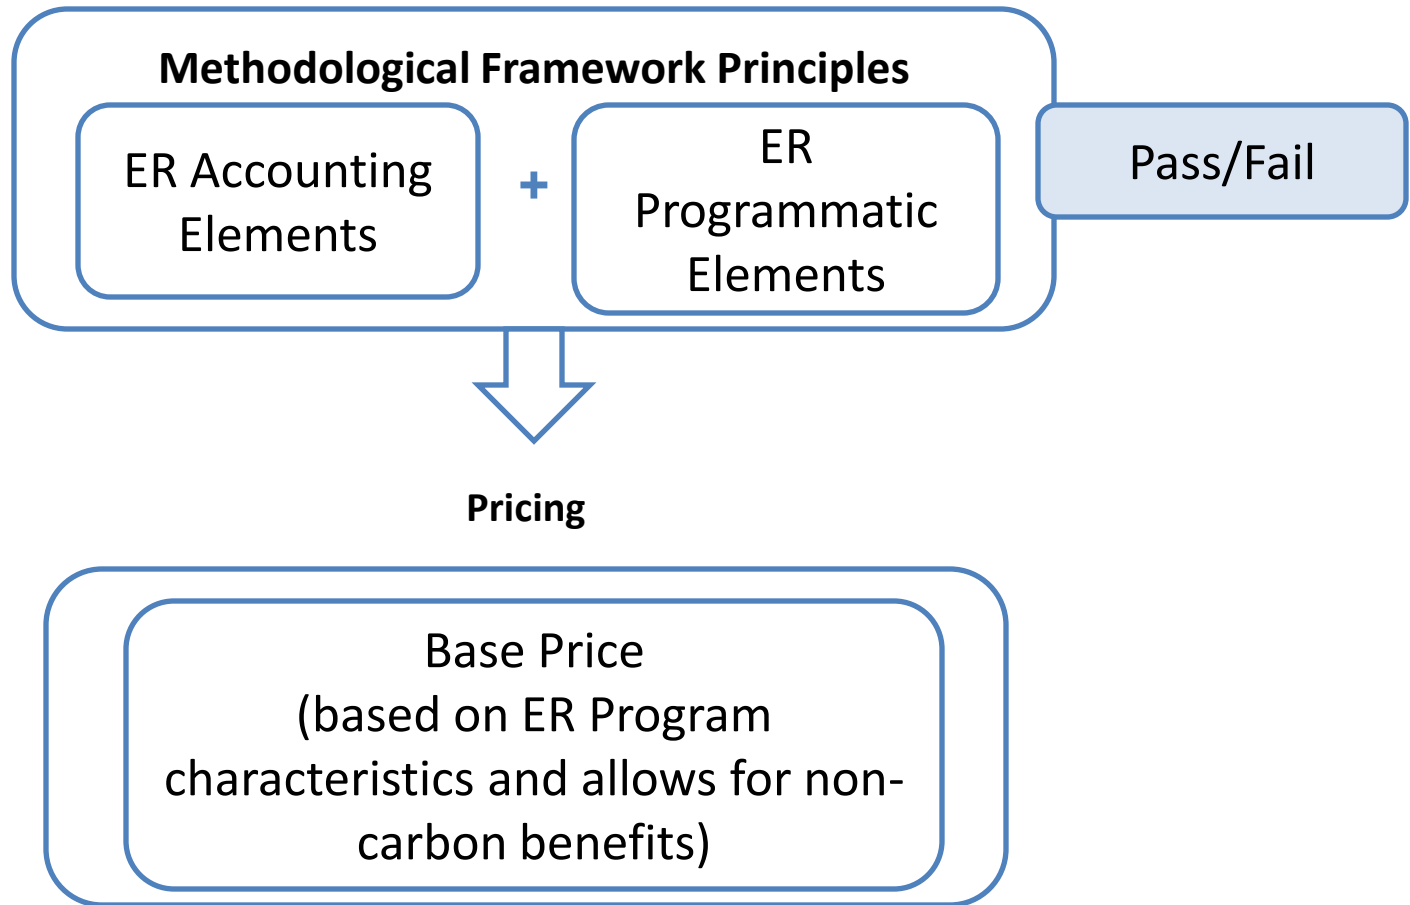 Methodological Framework Principles
ER Accounting
Elements
+
ER
Programmatic
Elements
Pass/Fail
Pricing
Base Price
(based on ER Program
characteristics and allows for non-
carbon benefits)